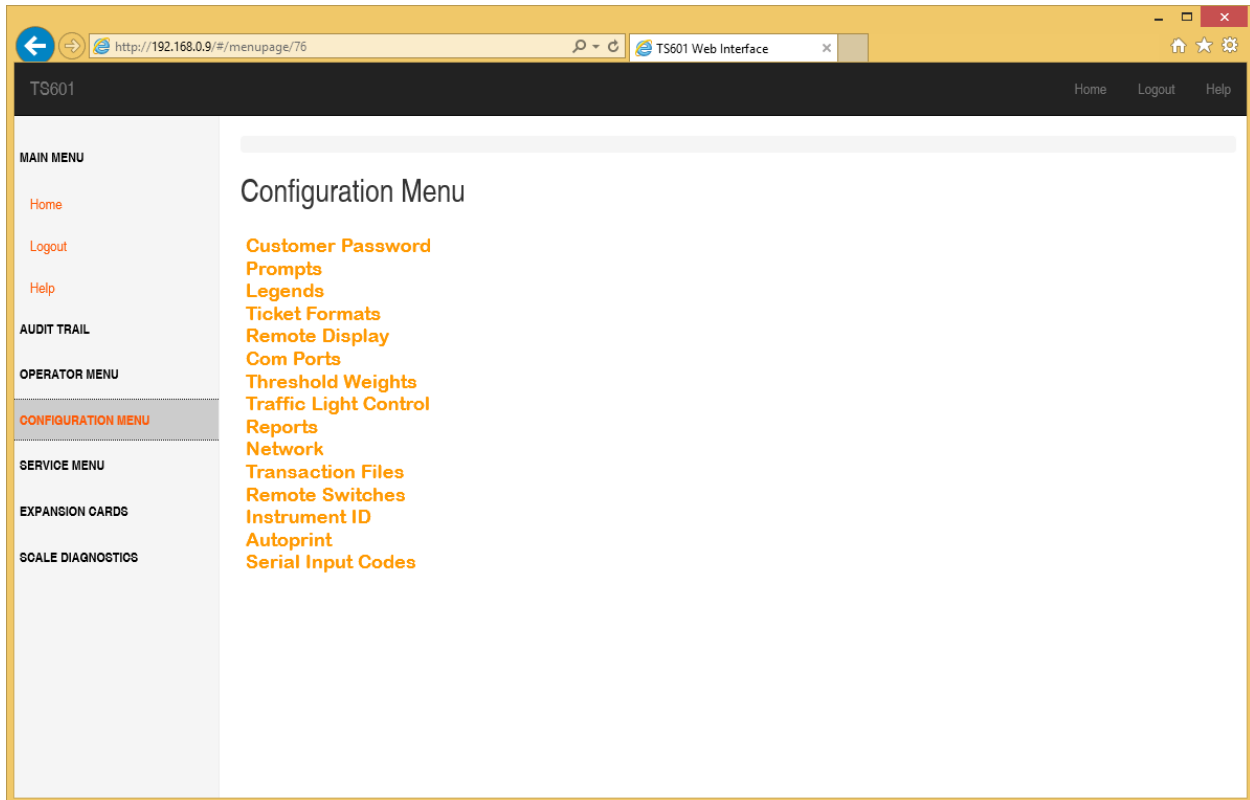 http://192.168.0.9/#/menupage/76
TS601 Web Interface
TS601
Home
Logout
Help
MAIN MENU
Home
Logout
Help
AUDIT TRAIL
OPERATOR MENU
CONFIGURATION MENU
SERVICE MENU
EXPANSION CARDS
SCALE DIAGNOSTICS
Configuration Menu
Customer Password
Prompts
Legends
Ticket Formats
Remote Display
Com Ports
Threshold Weights
Traffic Light Control
Reports
Network
Transaction Files
Remote Switches
Instrument ID
Autoprint
Serial Input Codes